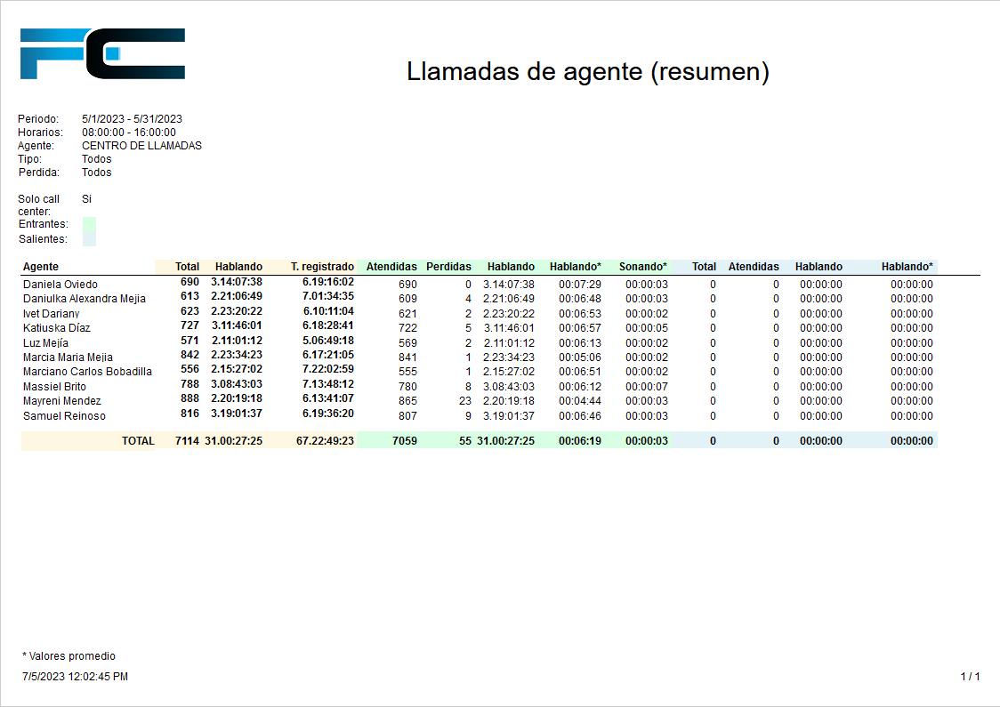 FC
Llamadas de agente (resumen)
Periodo: 5/1/2023 - 5/31/2023
Horarios: 08:00:00 - 16:00:00
Agente: CENTRO DE LLAMADAS
Tipo: Todos
Perdida: Todos
Solo call center: Si
Entrantes:
Salientes:
Agente Total Hablando T. registrado Atendidas Perdidas Hablando Hablando* Sonando* Total Atendidas Hablando Hablando*
Daniela Oviedo 690 3.14:07:38 6.19:16:02 690 0 3.14:07:38 00:07:29 00:00:03 0 0 00:00:00 00:00:00
Daniulka Alexandra Mejia 613 2.21:06:49 7.01:34:35 609 4 2.21:06:49 00:06:48 00:00:03 0 0 00:00:00 00:00:00
Ivet Dariany 623 2.23:20:22 6.10:11:04 621 2 2.23:20:22 00:06:53 00:00:02 0 0 00:00:00 00:00:00
Katiuska Díaz 727 3.11:46:01 6.18:28:41 722 5 3.11:46:01 00:06:57 00:00:05 0 0 00:00:00 00:00:00
Luz Mejía 571 2.11:01:12 5.06:49:18 569 2 2.11:01:12 00:06:13 00:00:02 0 0 00:00:00 00:00:00
Marcia Maria Mejia 842 2.23:34:23 6.17:21:05 841 1 2.23:34:23 00:05:06 00:00:02 0 0 00:00:00 00:00:00
Marciano Carlos Bobadilla 556 2.15:27:02 7.22:02:59 555 1 2.15:27:02 00:06:51 00:00:02 0 0 00:00:00 00:00:00
Massiel Brito 788 3.08:43:03 7.13:48:12 780 8 3.08:43:03 00:06:12 00:00:07 0 0 00:00:00 00:00:00
Mayreni Mendez 888 2.20:19:18 6.13:41:07 865 23 2.20:19:18 00:04:44 00:00:03 0 0 00:00:00 00:00:00
Samuel Reinoso 816 3.19:01:37 6.19:36:20 807 9 3.19:01:37 00:06:46 00:00:03 0 0 00:00:00 00:00:00
TOTAL 7114 31.00:27:25 67.22:49:23 7059 55 31.00:27:25 00:06:19 00:00:03 0 0 00:00:00 00:00:00
* Valores promedio
7/5/2023 12:02:45 PM 1 / 1